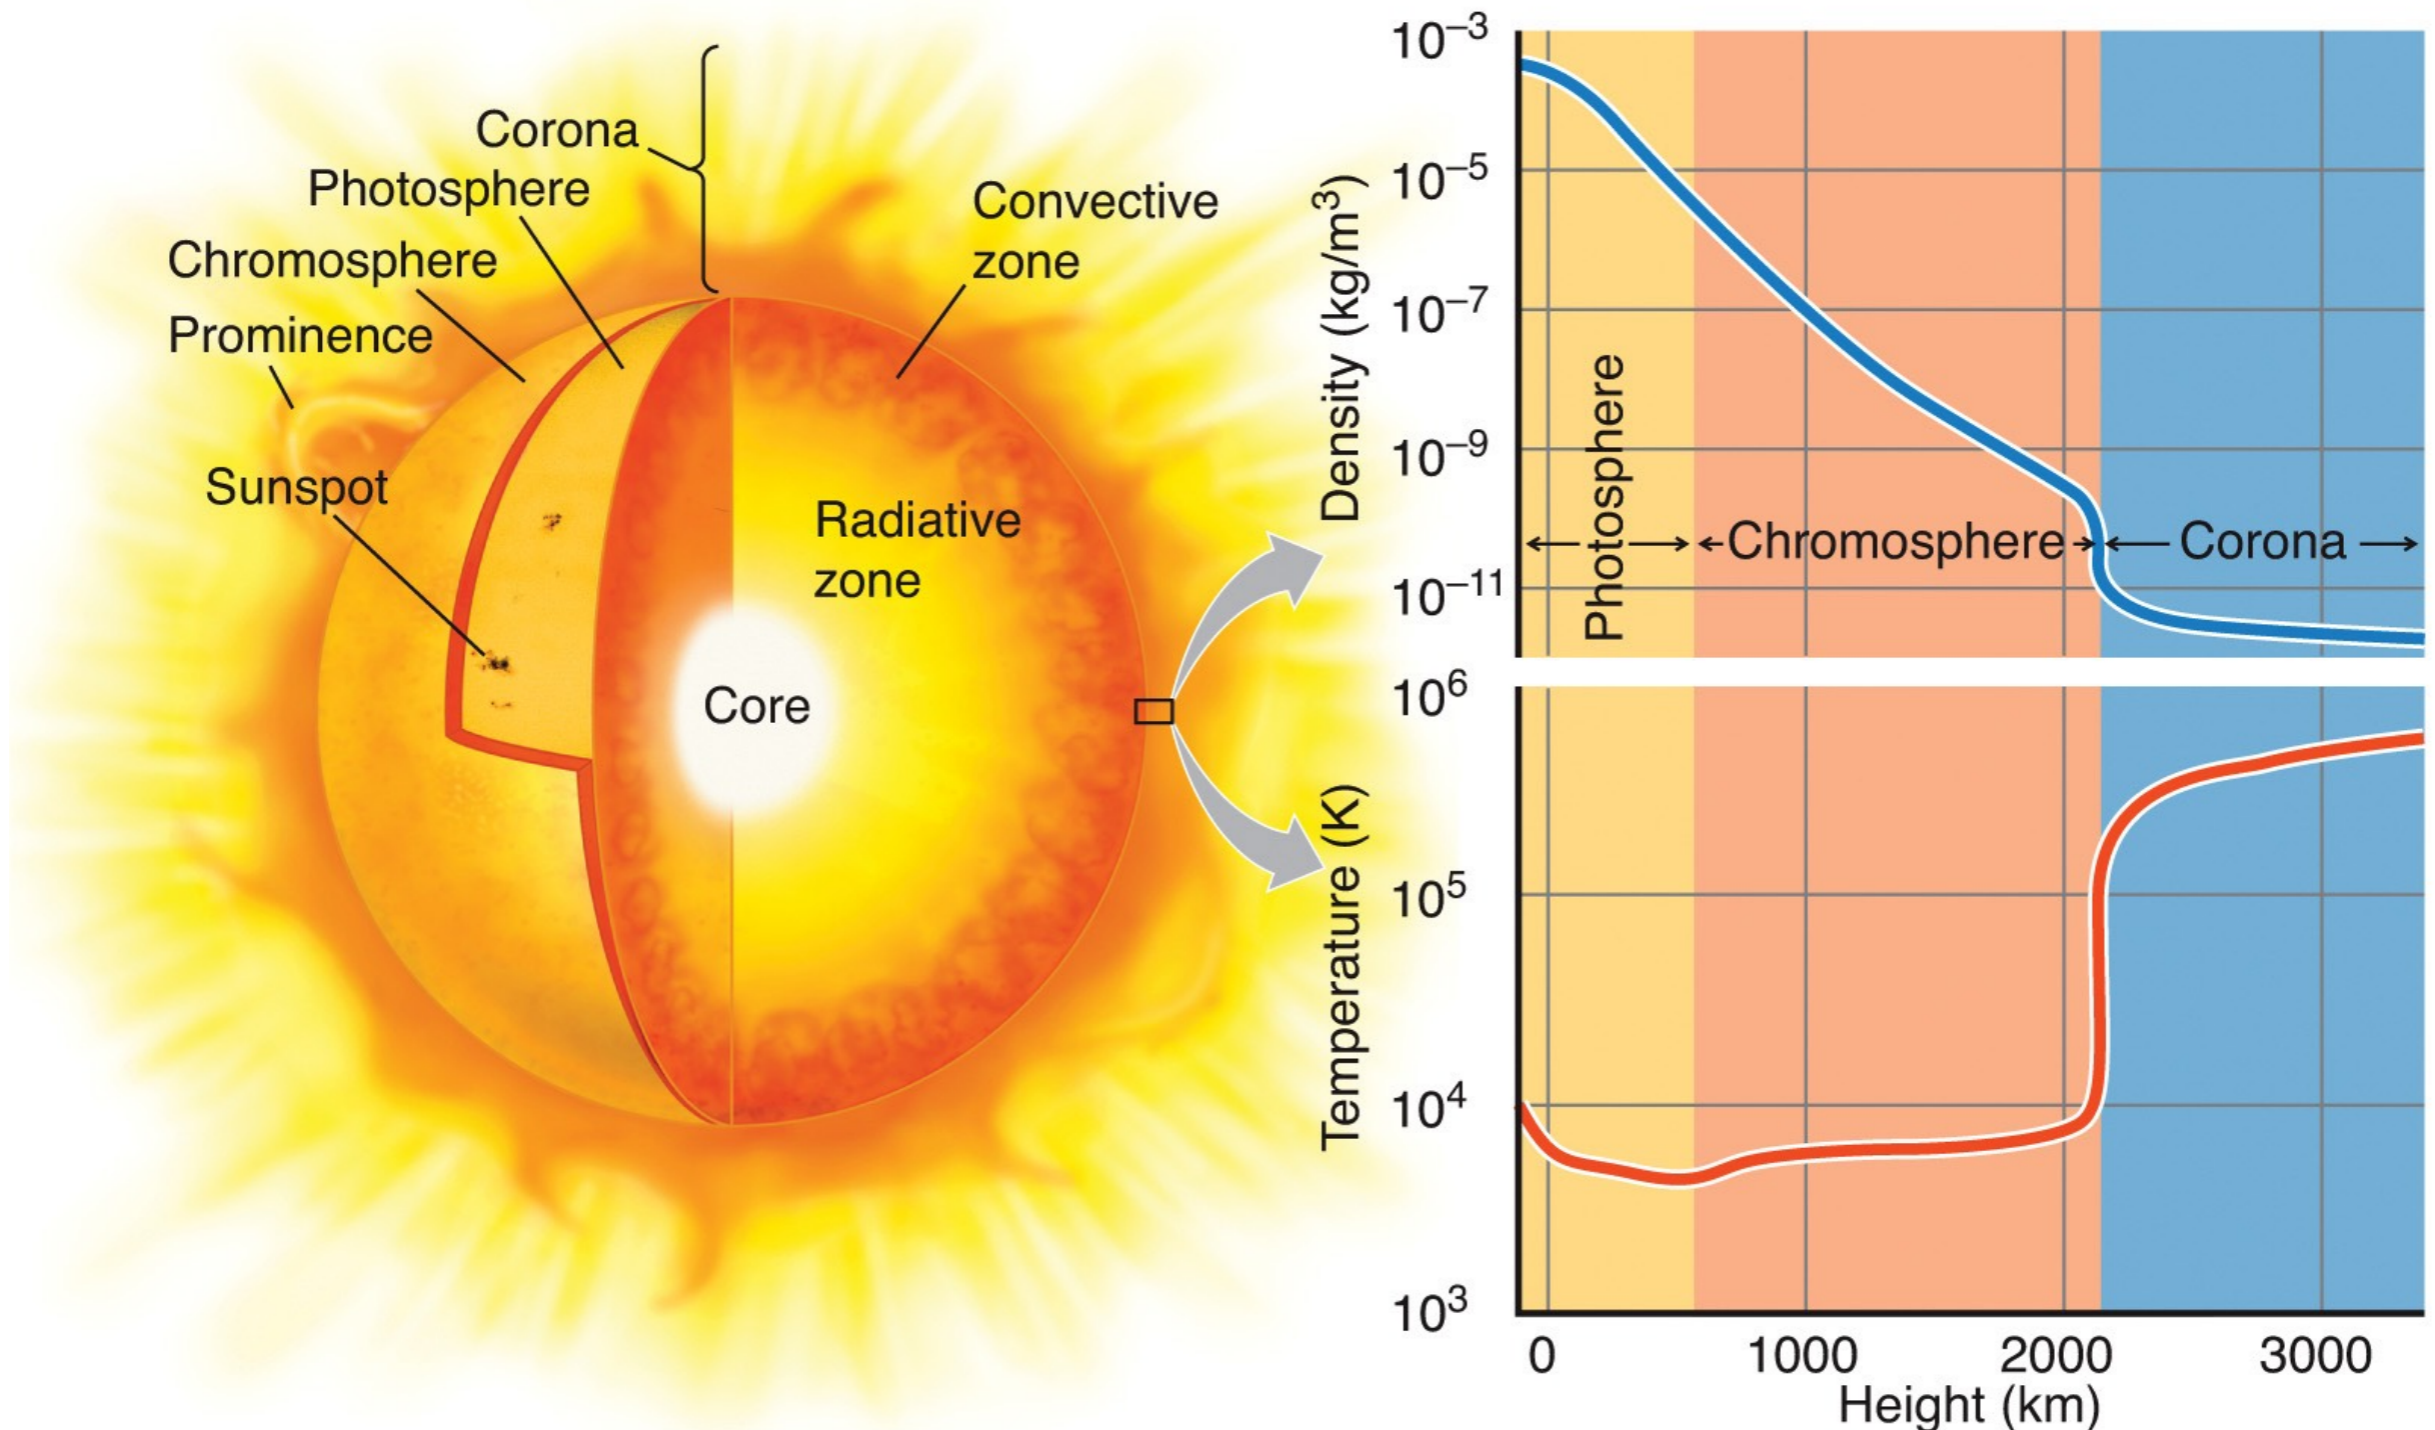 Corona
Photosphere
Chromosphere
Prominence
Sunspot
Convective
zone
Radiative
zone
Core
Density (kg/m³)
10⁻³
10⁻⁵
10⁻⁷
10⁻⁹
10⁻¹¹
Photosphere
Chromosphere
Corona
Temperature (K)
10⁶
10⁵
10⁴
10³
0 1000 2000 3000
Height (km)